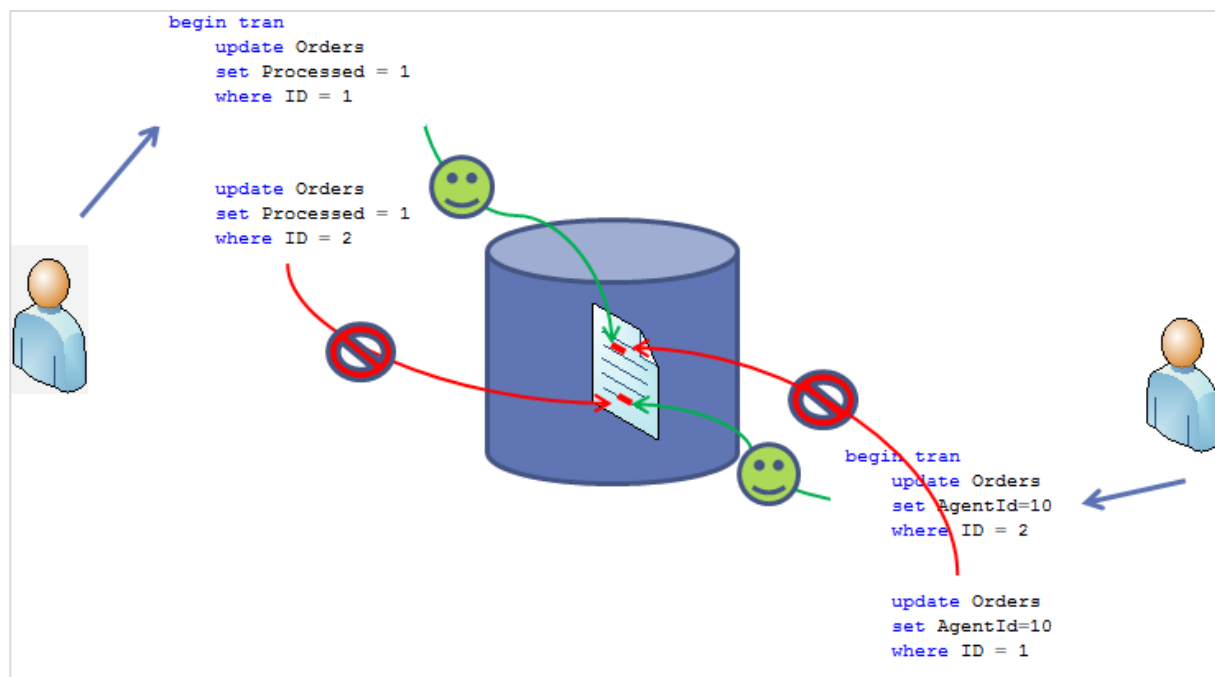 begin tran
update Orders
set Processed = 1
where ID = 1
update Orders
set Processed = 1
where ID = 2
begin tran
update Orders
set AgentId=10
where ID = 2
update Orders
set AgentId=10
where ID = 1